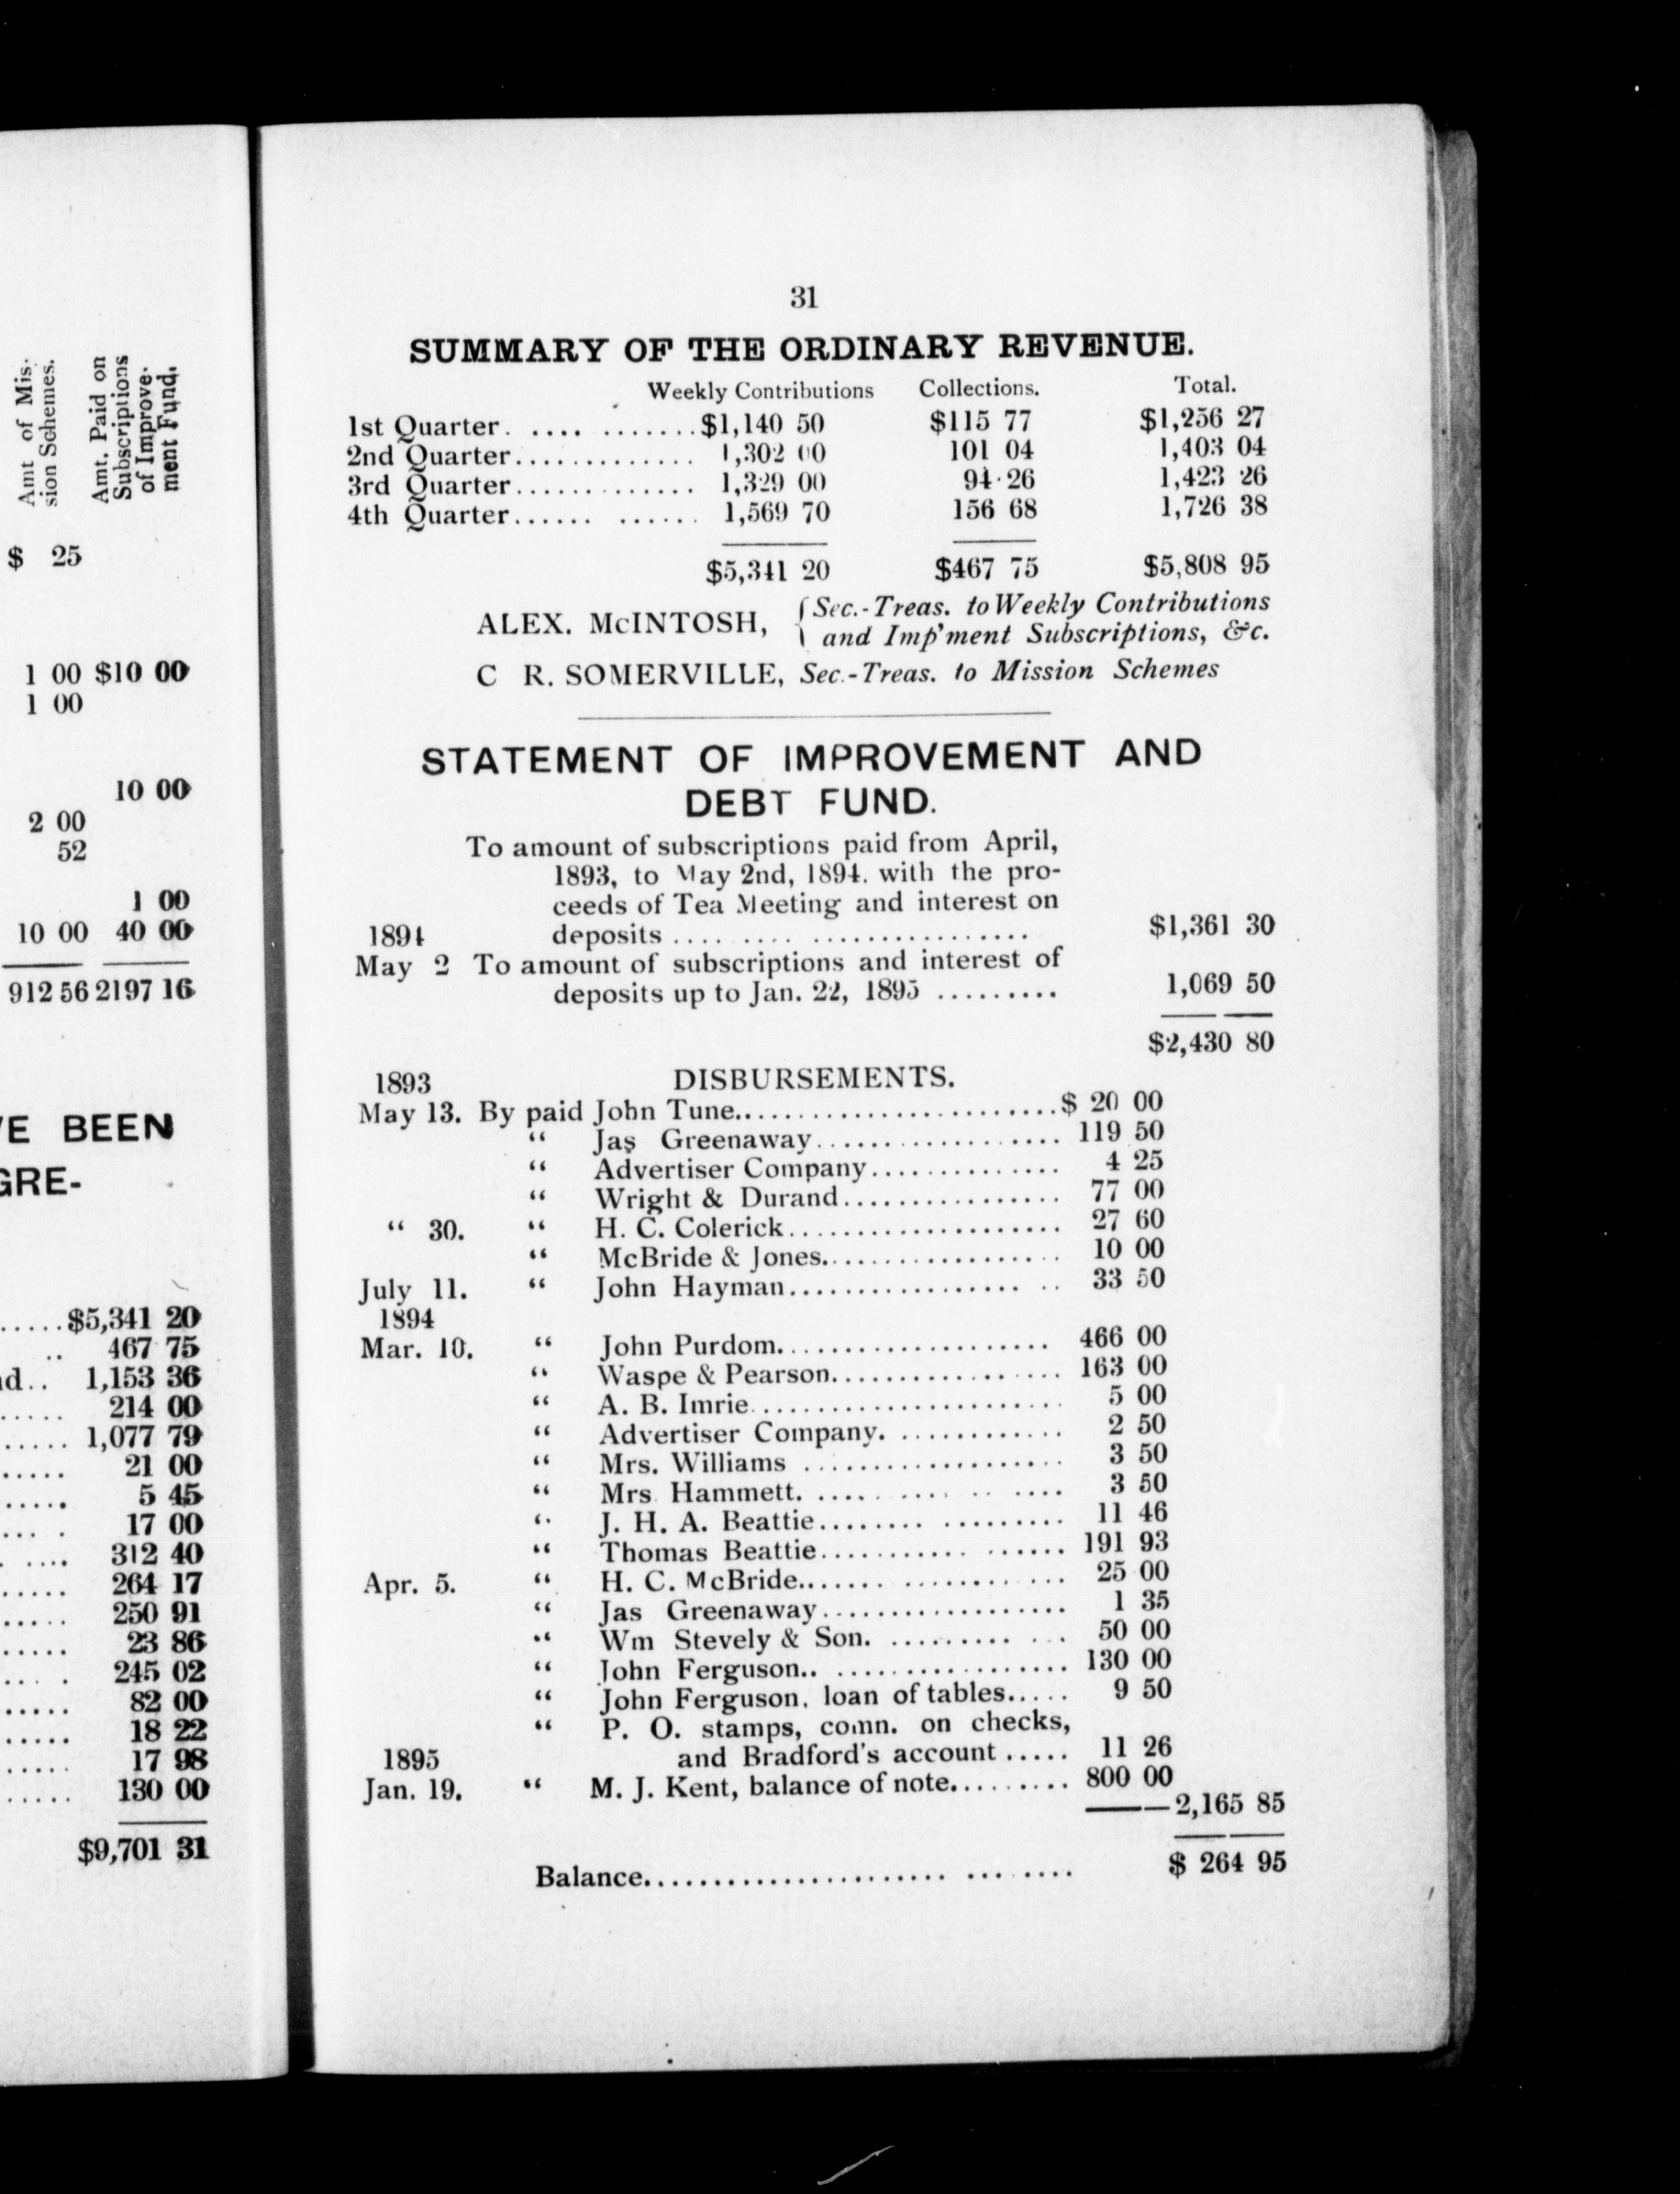 Amt of Mis-
sion Schemes.
Amt. Paid on
Subscriptions
of Improve-
ment Fund.
$ 25
1 00 $10 00
1 00
10 00
2 00
52
1 00
10 00 40 00
912 56 2197 16
VE BEEN
GRE-
.....$5,341 20
.. 467 75
nd.. 1,153 36
..... 214 00
..... 1,077 79
..... 21 00
..... 5 45
... . 17 00
. .... 312 40
..... 264 17
..... 250 91
..... 23 86
... . 245 02
..... 82 00
..... 18 22
..... 17 98
..... 130 00
$9,701 31
31
SUMMARY OF THE ORDINARY REVENUE.
Weekly Contributions Collections. Total.
1st Quarter. .... .......$1,140 50 $115 77 $1,256 27
2nd Quarter............. 1,302 00 101 04 1,403 04
3rd Quarter............. 1,329 00 94 26 1,423 26
4th Quarter...... ...... 1,569 70 156 68 1,726 38
$5,341 20 $467 75 $5,808 95
ALEX. McINTOSH, { Sec.-Treas. to Weekly Contributions
and Imp'ment Subscriptions, &c.
C R. SOMERVILLE, Sec.-Treas. to Mission Schemes
STATEMENT OF IMPROVEMENT AND
DEBT FUND.
To amount of subscriptions paid from April,
1893, to May 2nd, 1894. with the pro-
ceeds of Tea Meeting and interest on
1894 deposits .... .... ................ $1,361 30
May 2 To amount of subscriptions and interest of
deposits up to Jan. 22, 1895 ......... 1,069 50
$2,430 80
1893 DISBURSEMENTS.
May 13. By paid John Tune.........................$ 20 00
“ Jas Greenaway................... 119 50
“ Advertiser Company............... 4 25
“ Wright & Durand................. 77 00
“ 30. “ H. C. Colerick..................... 27 60
“ McBride & Jones.................. 10 00
July 11. “ John Hayman................. .. 33 50
1894
Mar. 10. “ John Purdom.................... 466 00
“ Waspe & Pearson................. 163 00
“ A. B. Imrie....................... 5 00
“ Advertiser Company. ............ 2 50
“ Mrs. Williams ................... 3 50
“ Mrs. Hammett. .... ...... .. .... 3 50
“ J. H. A. Beattie........ ......... 11 46
“ Thomas Beattie........... ...... 191 93
Apr. 5. “ H. C. McBride................... 25 00
“ Jas Greenaway.................. 1 35
“ Wm Stevely & Son. ......... ... 50 00
“ John Ferguson.. ................. 130 00
“ John Ferguson, loan of tables..... 9 50
“ P. O. stamps, comn. on checks,
1895 and Bradford's account ..... 11 26
Jan. 19. “ M. J. Kent, balance of note......... 800 00
2,165 85
Balance...................... ... .... $ 264 95